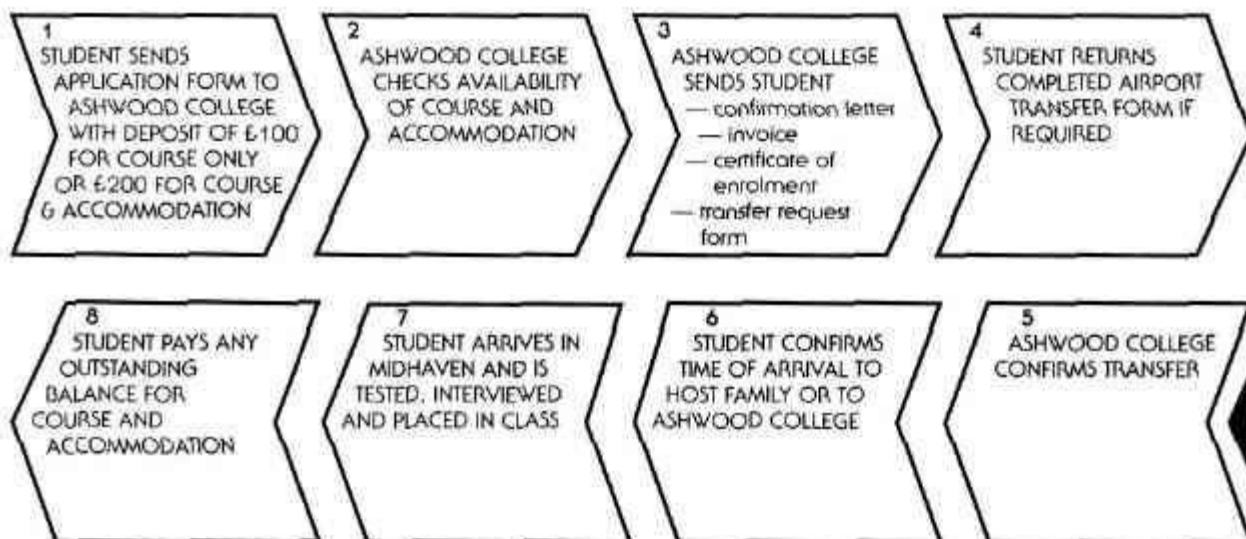 1
STUDENT SENDS
APPLICATION FORM TO
ASHWOOD COLLEGE
WITH DEPOSIT OF £100
FOR COURSE ONLY
OR £200 FOR COURSE
& ACCOMMODATION
2
ASHWOOD COLLEGE
CHECKS AVAILABILITY
OF COURSE AND
ACCOMMODATION
3
ASHWOOD COLLEGE
SENDS STUDENT
— confirmation letter
— invoice
— certificate of
enrolment
— transfer request
form
4
STUDENT RETURNS
COMPLETED AIRPORT
TRANSFER FORM IF
REQUIRED
5
ASHWOOD COLLEGE
CONFIRMS TRANSFER
6
STUDENT CONFIRMS
TIME OF ARRIVAL TO
HOST FAMILY OR TO
ASHWOOD COLLEGE
7
STUDENT ARRIVES IN
MIDHAVEN AND IS
TESTED, INTERVIEWED
AND PLACED IN CLASS
8
STUDENT PAYS ANY
OUTSTANDING
BALANCE FOR
COURSE AND
ACCOMMODATION